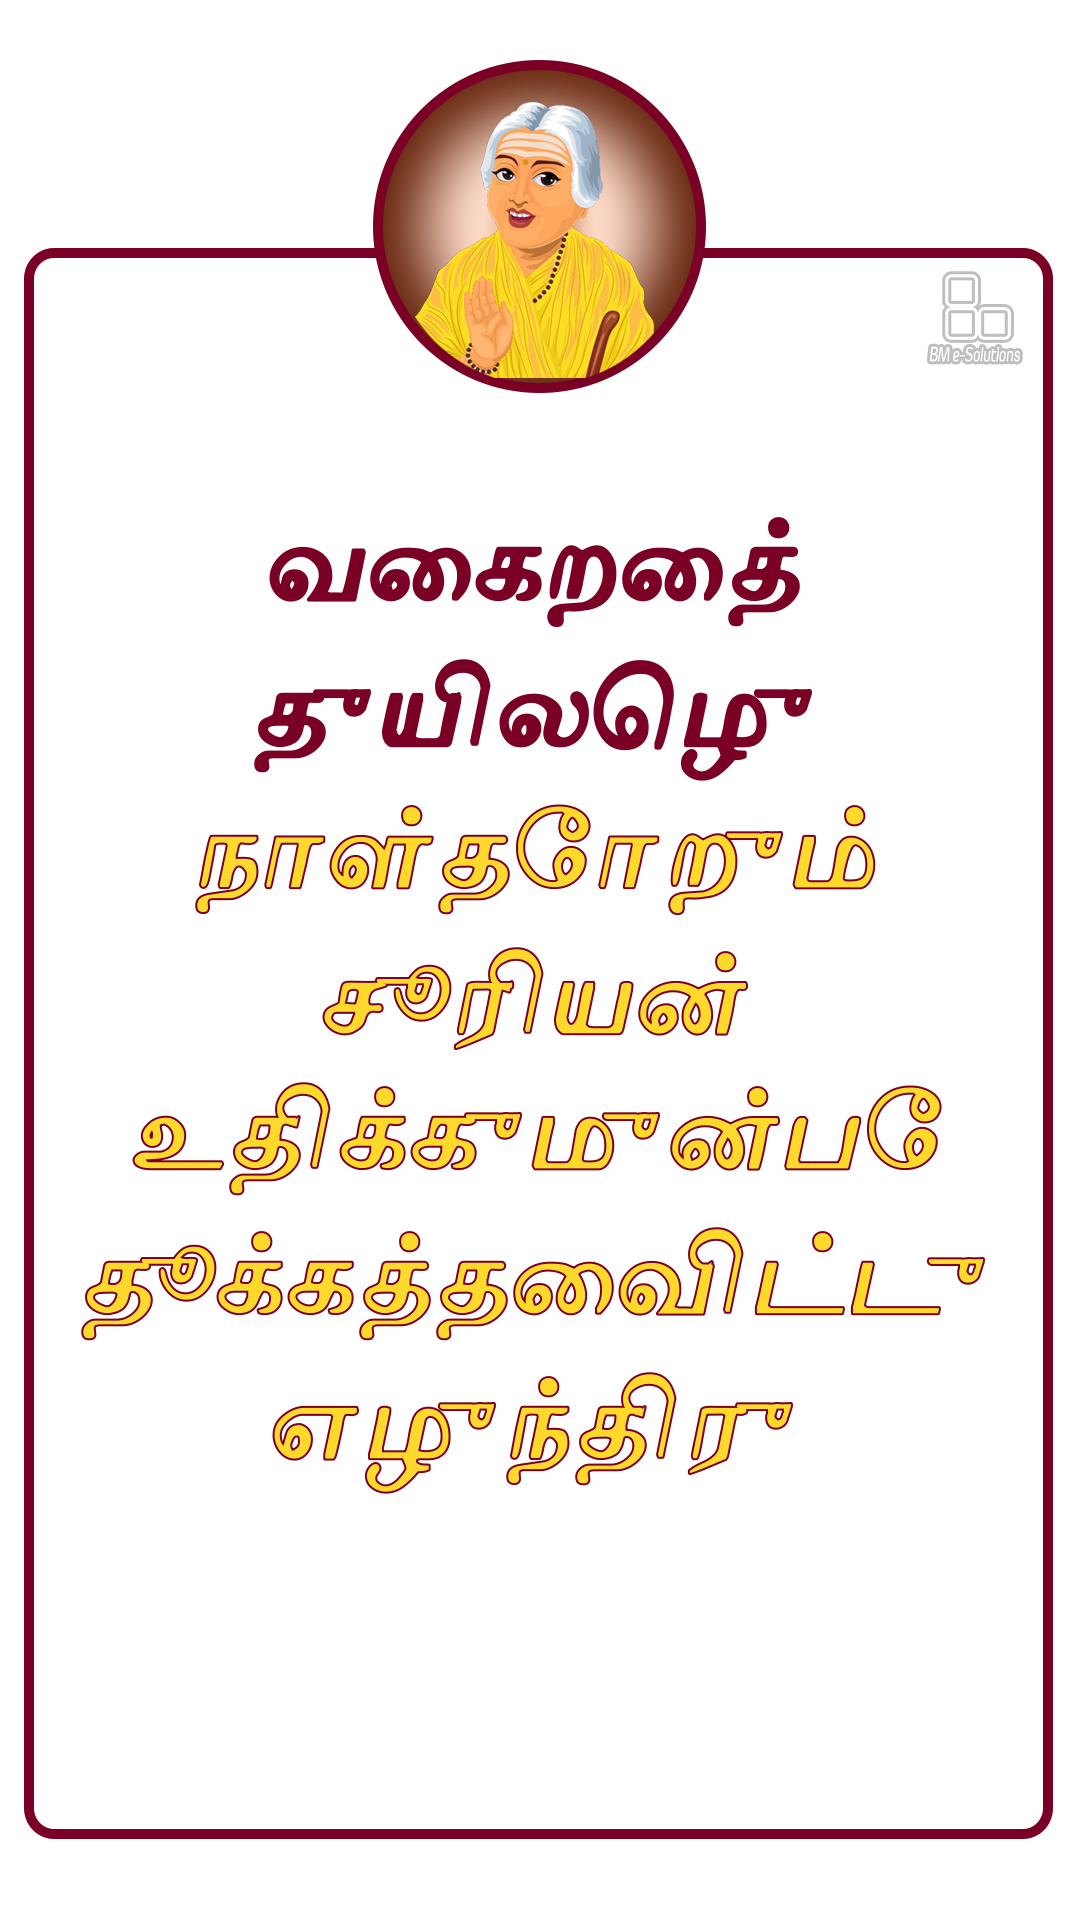 வைகறைத்
துயிலெழு
நாள்தோறும்
சூரியன்
உதிக்குமுன்பே
தூக்கத்தைவிட்டு
எழுந்திரு
BM e-Solutions